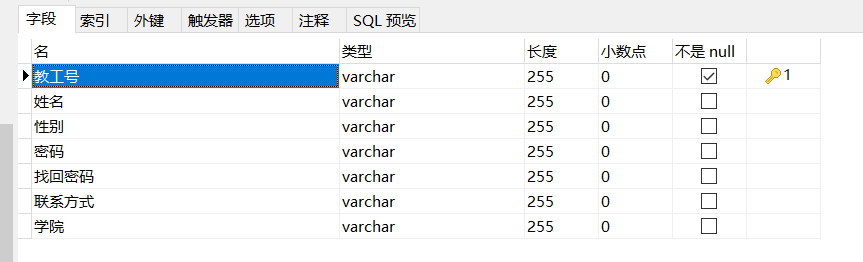 字段 索引 外键 触发器 选项 注释 SQL 预览
名 类型 长度 小数点 不是 null
教工号 varchar 255 0 1
姓名 varchar 255 0
性别 varchar 255 0
密码 varchar 255 0
找回密码 varchar 255 0
联系方式 varchar 255 0
学院 varchar 255 0